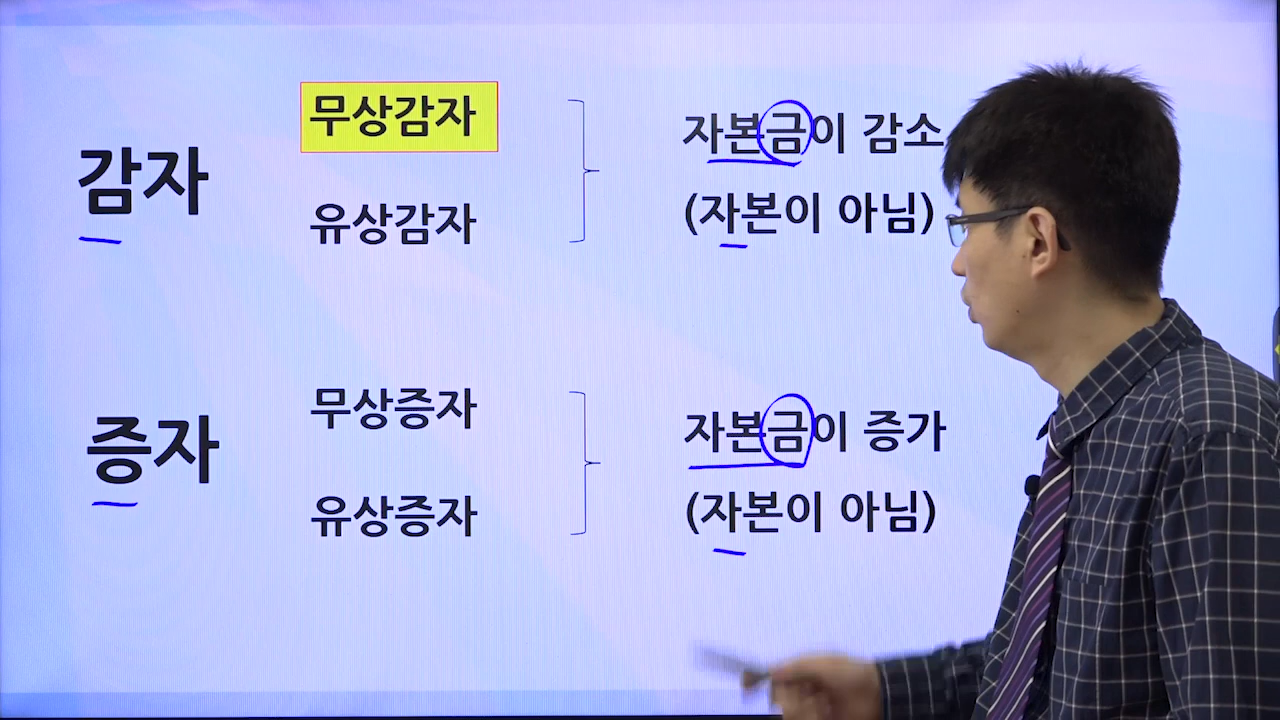 감자
무상감자
유상감자
자본금이 감소
(자본이 아님)
증자
무상증자
유상증자
자본금이 증가
(자본이 아님)